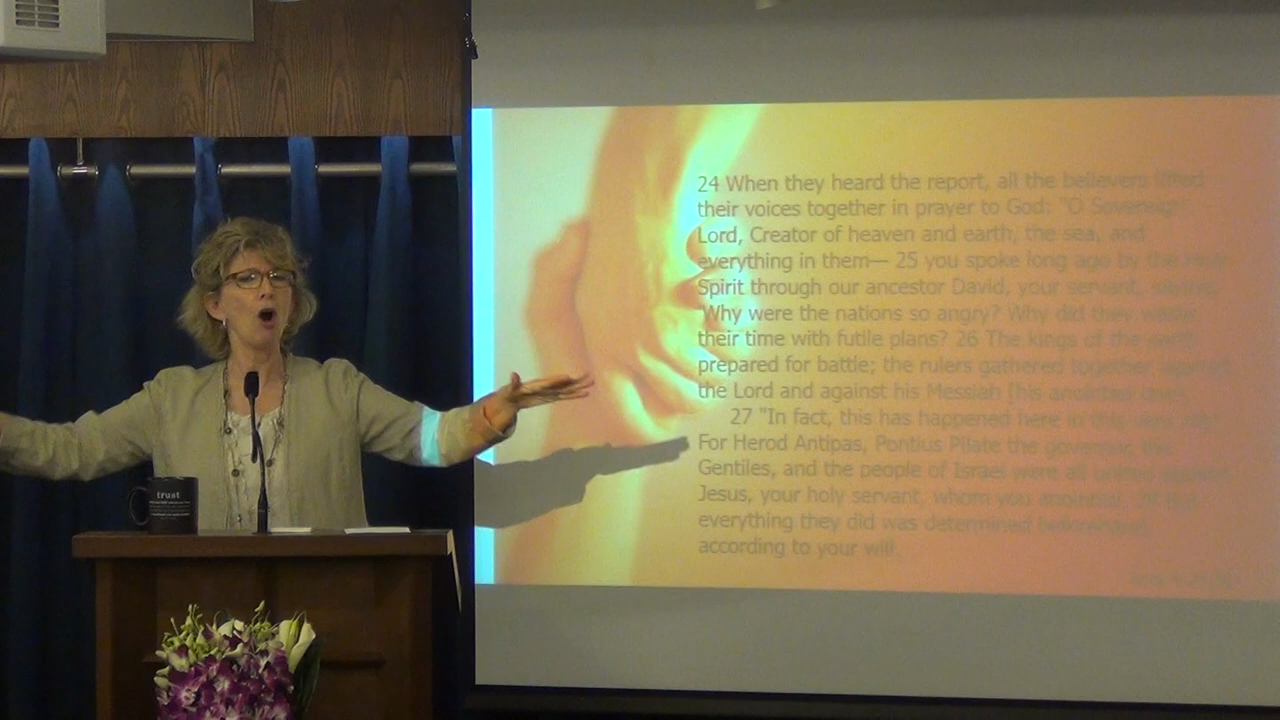 trust
24 When they heard the report, all the believers lifted
their voices together in prayer to God: "O Sovereign
Lord, Creator of heaven and earth, the sea, and
everything in them— 25 you spoke long ago by the Holy
Spirit through our ancestor David, your servant, saying,
'Why were the nations so angry? Why did they waste
their time with futile plans? 26 The kings of the earth
prepared for battle; the rulers gathered together against
the Lord and against his Messiah [his anointed one].'
27 "In fact, this has happened here in this very city!
For Herod Antipas, Pontius Pilate the governor, the
Gentiles, and the people of Israel were all united against
Jesus, your holy servant, whom you anointed. 28 But
everything they did was determined beforehand
according to your will.